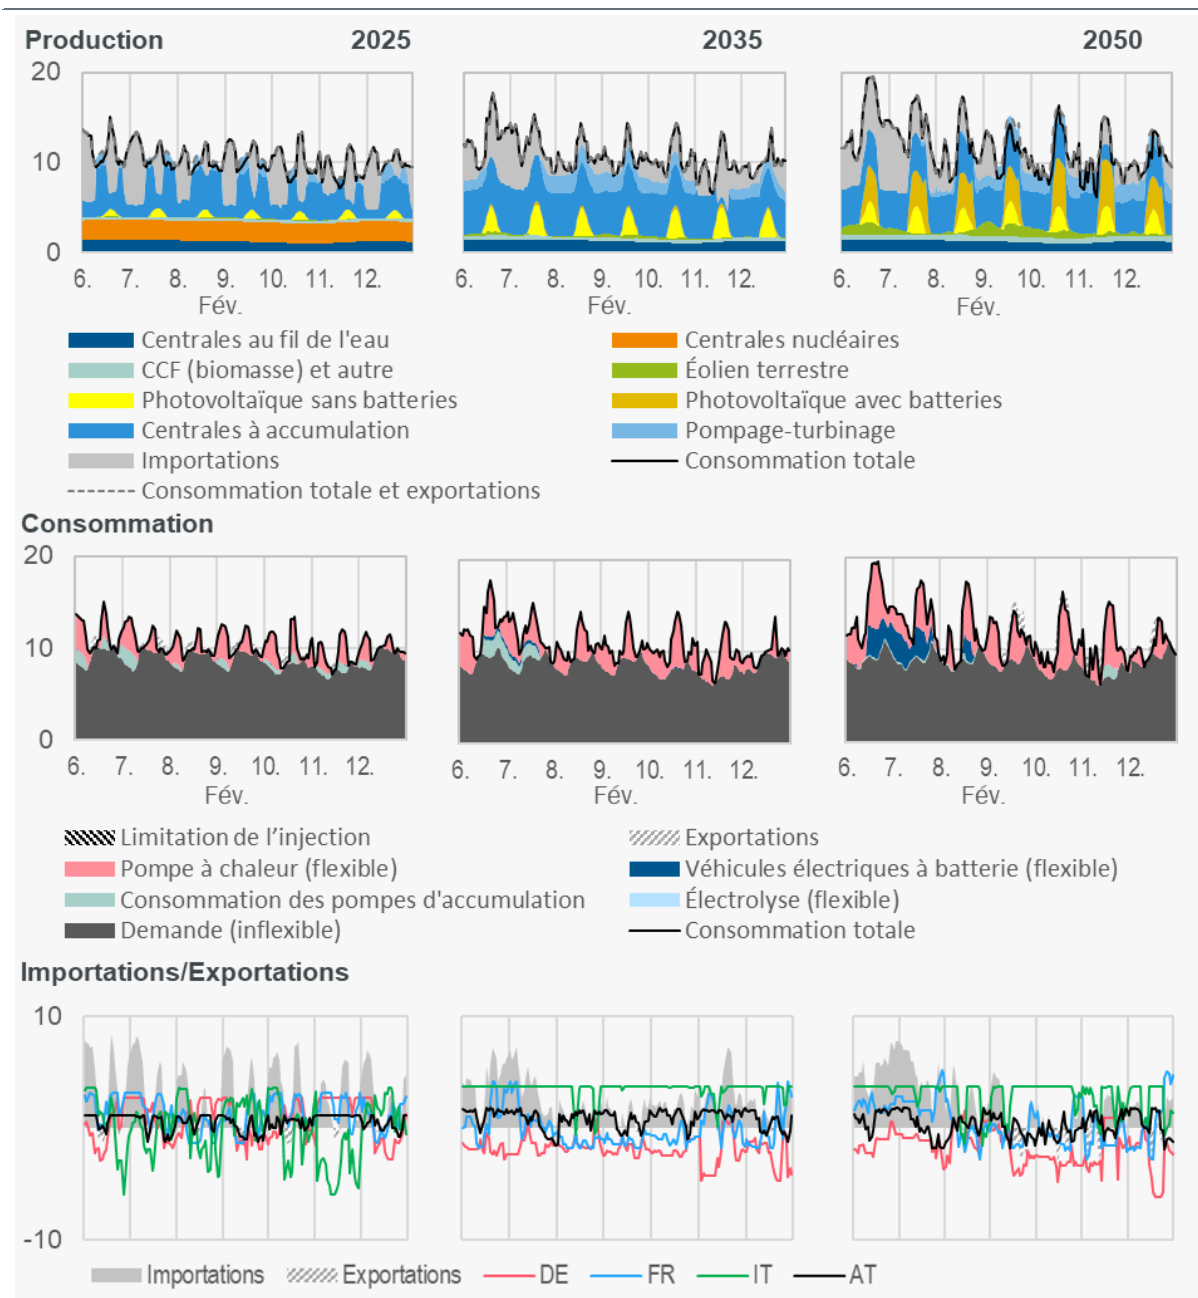 Production 2025 2035 2050
20
10
0
6. 7. 8. 9. 10. 11. 12. 6. 7. 8. 9. 10. 11. 12. 6. 7. 8. 9. 10. 11. 12.
Fév. Fév. Fév.
Centrales au fil de l'eau Centrales nucléaires
CCF (biomasse) et autre Éolien terrestre
Photovoltaïque sans batteries Photovoltaïque avec batteries
Centrales à accumulation Pompage-turbinage
Importations Consommation totale
Consommation totale et exportations
Consommation
20
10
0
6. 7. 8. 9. 10. 11. 12. 6. 7. 8. 9. 10. 11. 12. 6. 7. 8. 9. 10. 11. 12.
Fév. Fév. Fév.
Limitation de l’injection Exportations
Pompe à chaleur (flexible) Véhicules électriques à batterie (flexible)
Consommation des pompes d'accumulation Électrolyse (flexible)
Demande (inflexible) Consommation totale
Importations/Exportations
10
-10
Importations Exportations DE FR IT AT